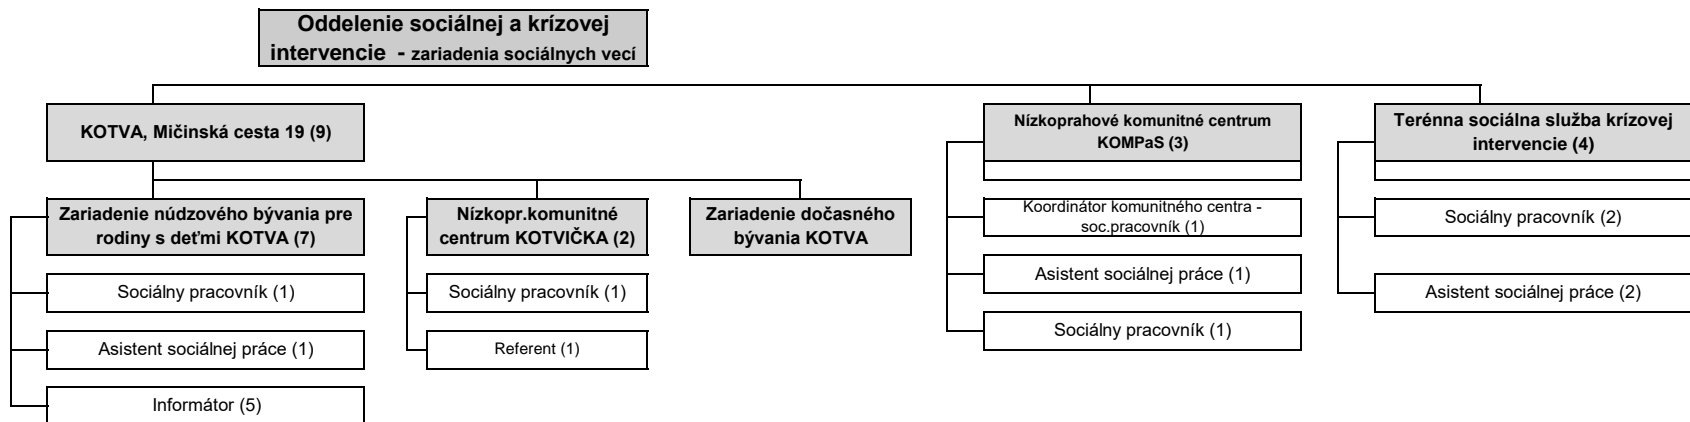 Oddelenie sociálnej a krízovej
intervencie - zariadenia sociálnych vecí
KOTVA, Mičinská cesta 19 (9)
Nízkoprahové komunitné centrum
KOMPaS (3)
Terénna sociálna služba krízovej
intervencie (4)
Zariadenie núdzového bývania pre
rodiny s deťmi KOTVA (7)
Nízkopr.komunitné
centrum KOTVIČKA (2)
Zariadenie dočasného
bývania KOTVA
Koordinátor komunitného centra -
soc.pracovník (1)
Sociálny pracovník (2)
Sociálny pracovník (1)
Sociálny pracovník (1)
Asistent sociálnej práce (1)
Asistent sociálnej práce (2)
Asistent sociálnej práce (1)
Referent (1)
Sociálny pracovník (1)
Informátor (5)